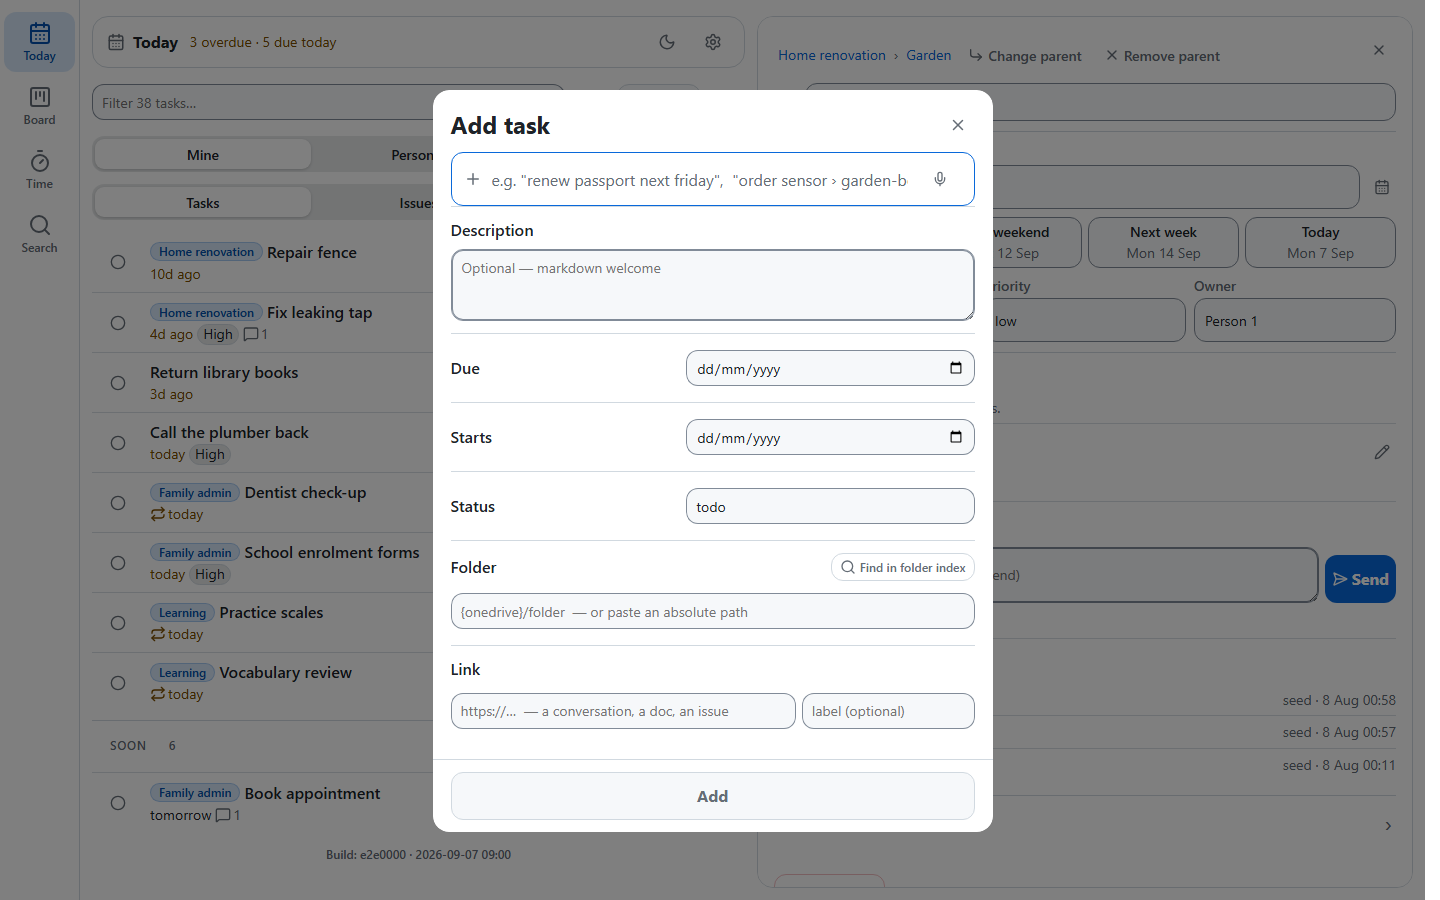 Today
Board
Time
Search
Today 3 overdue · 5 due today
Filter 38 tasks...
Mine
Person
Tasks
Issues
Home renovation Repair fence
10d ago
Home renovation Fix leaking tap
4d ago High 1
Return library books
3d ago
Call the plumber back
today High
Family admin Dentist check-up
today
Family admin School enrolment forms
today High
Learning Practice scales
today
Learning Vocabulary review
today
SOON 6
Family admin Book appointment
tomorrow 1
Build: e2e0000 · 2026-09-07 09:00
Add task
e.g. "renew passport next friday", "order sensor › garden-b
Description
Optional — markdown welcome
Due
dd/mm/yyyy
Starts
dd/mm/yyyy
Status
todo
Folder
Find in folder index
{onedrive}/folder — or paste an absolute path
Link
https://... — a conversation, a doc, an issue
label (optional)
Add
Home renovation › Garden Change parent Remove parent
weekend
12 Sep
Next week
Mon 14 Sep
Today
Mon 7 Sep
riority
low
Owner
Person 1
s.
end)
Send
seed · 8 Aug 00:58
seed · 8 Aug 00:57
seed · 8 Aug 00:11